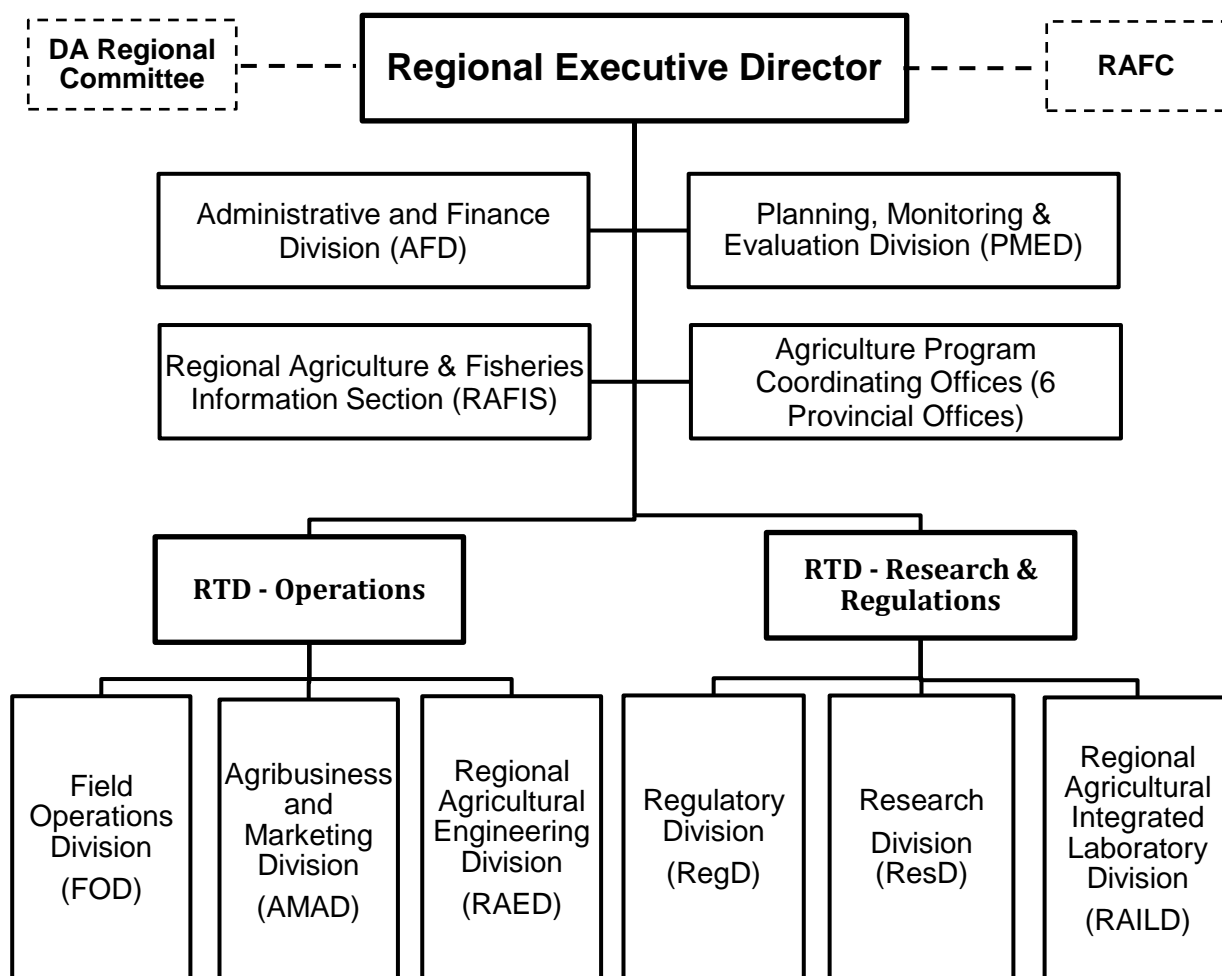 DA Regional
Committee
Regional Executive Director
RAFC
Administrative and Finance
Division (AFD)
Planning, Monitoring &
Evaluation Division (PMED)
Regional Agriculture & Fisheries
Information Section (RAFIS)
Agriculture Program
Coordinating Offices (6
Provincial Offices)
RTD - Operations
RTD - Research &
Regulations
Field
Operations
Division
(FOD)
Agribusiness
and
Marketing
Division
(AMAD)
Regional
Agricultural
Engineering
Division
(RAED)
Regulatory
Division
(RegD)
Research
Division
(ResD)
Regional
Agricultural
Integrated
Laboratory
Division
(RAILD)